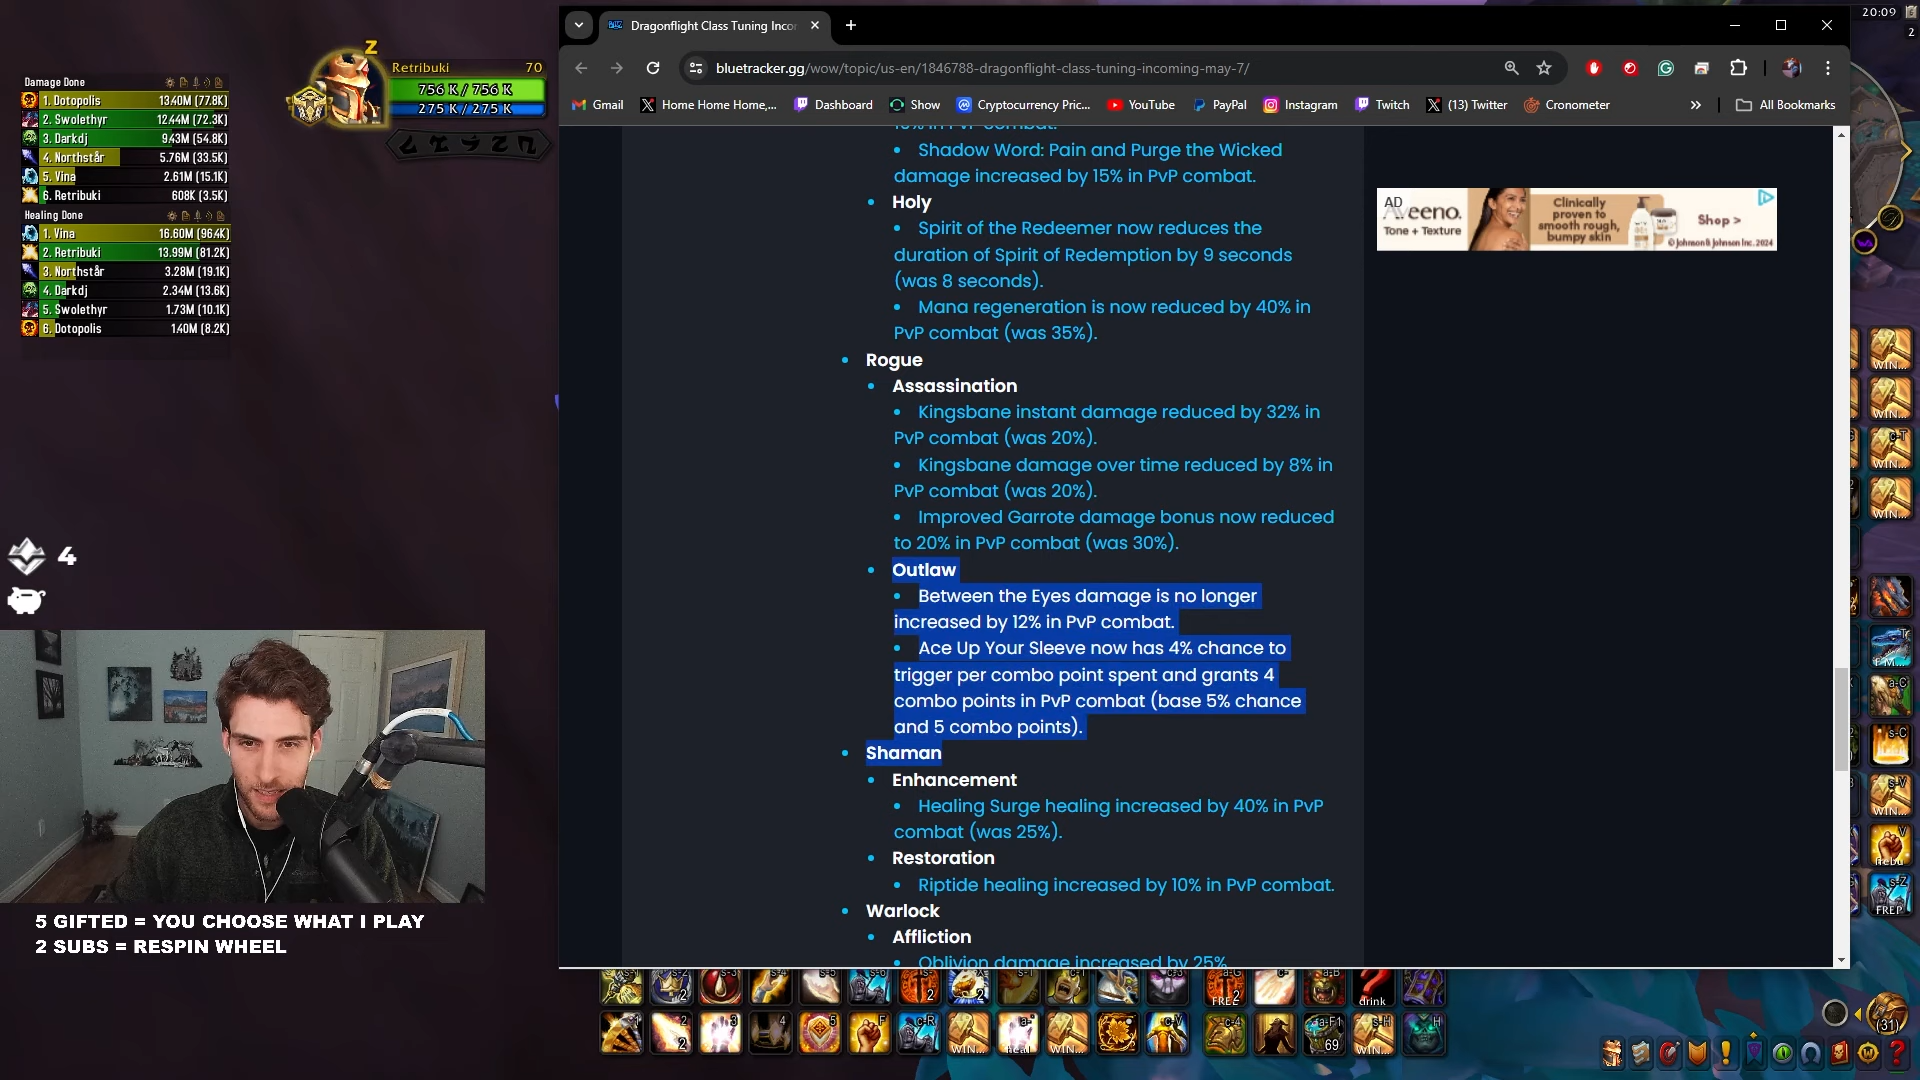 Damage Done
1. Dotopolis 13.40M (77.8K)
2. Swolethyr 12.44M (72.3K)
3. Darkdj 9.43M (54.8K)
4. Northstår 5.76M (33.5K)
5. Vina 2.61M (15.1K)
6. Retribuki 608K (3.5K)
Healing Done
1. Vina 16.60M (96.4K)
2. Retribuki 13.99M (81.2K)
3. Northstår 3.28M (19.1K)
4. Darkdj 2.34M (13.6K)
5. Swolethyr 1.73M (10.1K)
6. Dotopolis 1.40M (8.2K)
Z
Retribuki 70
756 K / 756 K
275 K / 275 K
4
5 GIFTED = YOU CHOOSE WHAT I PLAY
2 SUBS = RESPIN WHEEL
Dragonflight Class Tuning Inco
bluetracker.gg/wow/topic/us-en/1846788-dragonflight-class-tuning-incoming-may-7/
Gmail
Home Home Home,...
Dashboard
Show
Cryptocurrency Pric...
YouTube
PayPal
Instagram
Twitch
(13) Twitter
Cronometer
All Bookmarks
• Shadow Word: Pain and Purge the Wicked
damage increased by 15% in PvP combat.
• Holy
• Spirit of the Redeemer now reduces the
duration of Spirit of Redemption by 9 seconds
(was 8 seconds).
• Mana regeneration is now reduced by 40% in
PvP combat (was 35%).
• Rogue
• Assassination
• Kingsbane instant damage reduced by 32% in
PvP combat (was 20%).
• Kingsbane damage over time reduced by 8% in
PvP combat (was 20%).
• Improved Garrote damage bonus now reduced
to 20% in PvP combat (was 30%).
• Outlaw
• Between the Eyes damage is no longer
increased by 12% in PvP combat.
• Ace Up Your Sleeve now has 4% chance to
trigger per combo point spent and grants 4
combo points in PvP combat (base 5% chance
and 5 combo points).
• Shaman
• Enhancement
• Healing Surge healing increased by 40% in PvP
combat (was 25%).
• Restoration
• Riptide healing increased by 10% in PvP combat.
• Warlock
• Affliction
• Oblivion damage increased by 25%
AD
Aveeno.
Tone + Texture
Clinically
proven to
smooth rough,
bumpy skin
Shop >
© Johnson & Johnson Inc. 2024
20:09
2
drink
69
(31)